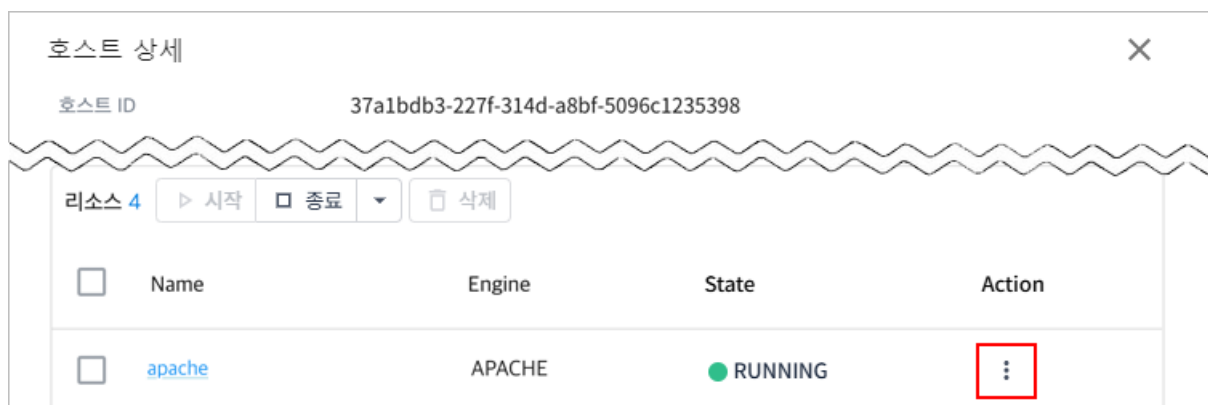 호스트 상세
호스트 ID 37a1bdb3-227f-314d-a8bf-5096c1235398
리소스 4 시작 종료 삭제
Name Engine State Action
apache APACHE RUNNING